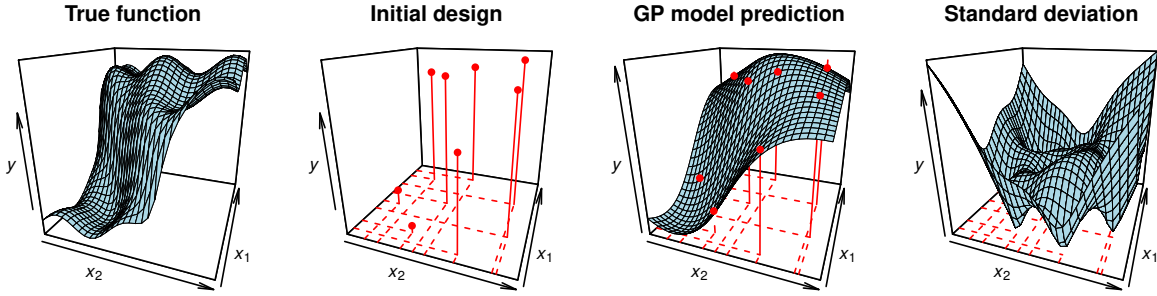 True function
Initial design
GP model prediction
Standard deviation
y
x₂
x₁
y
x₂
x₁
y
x₂
x₁
y
x₂
x₁